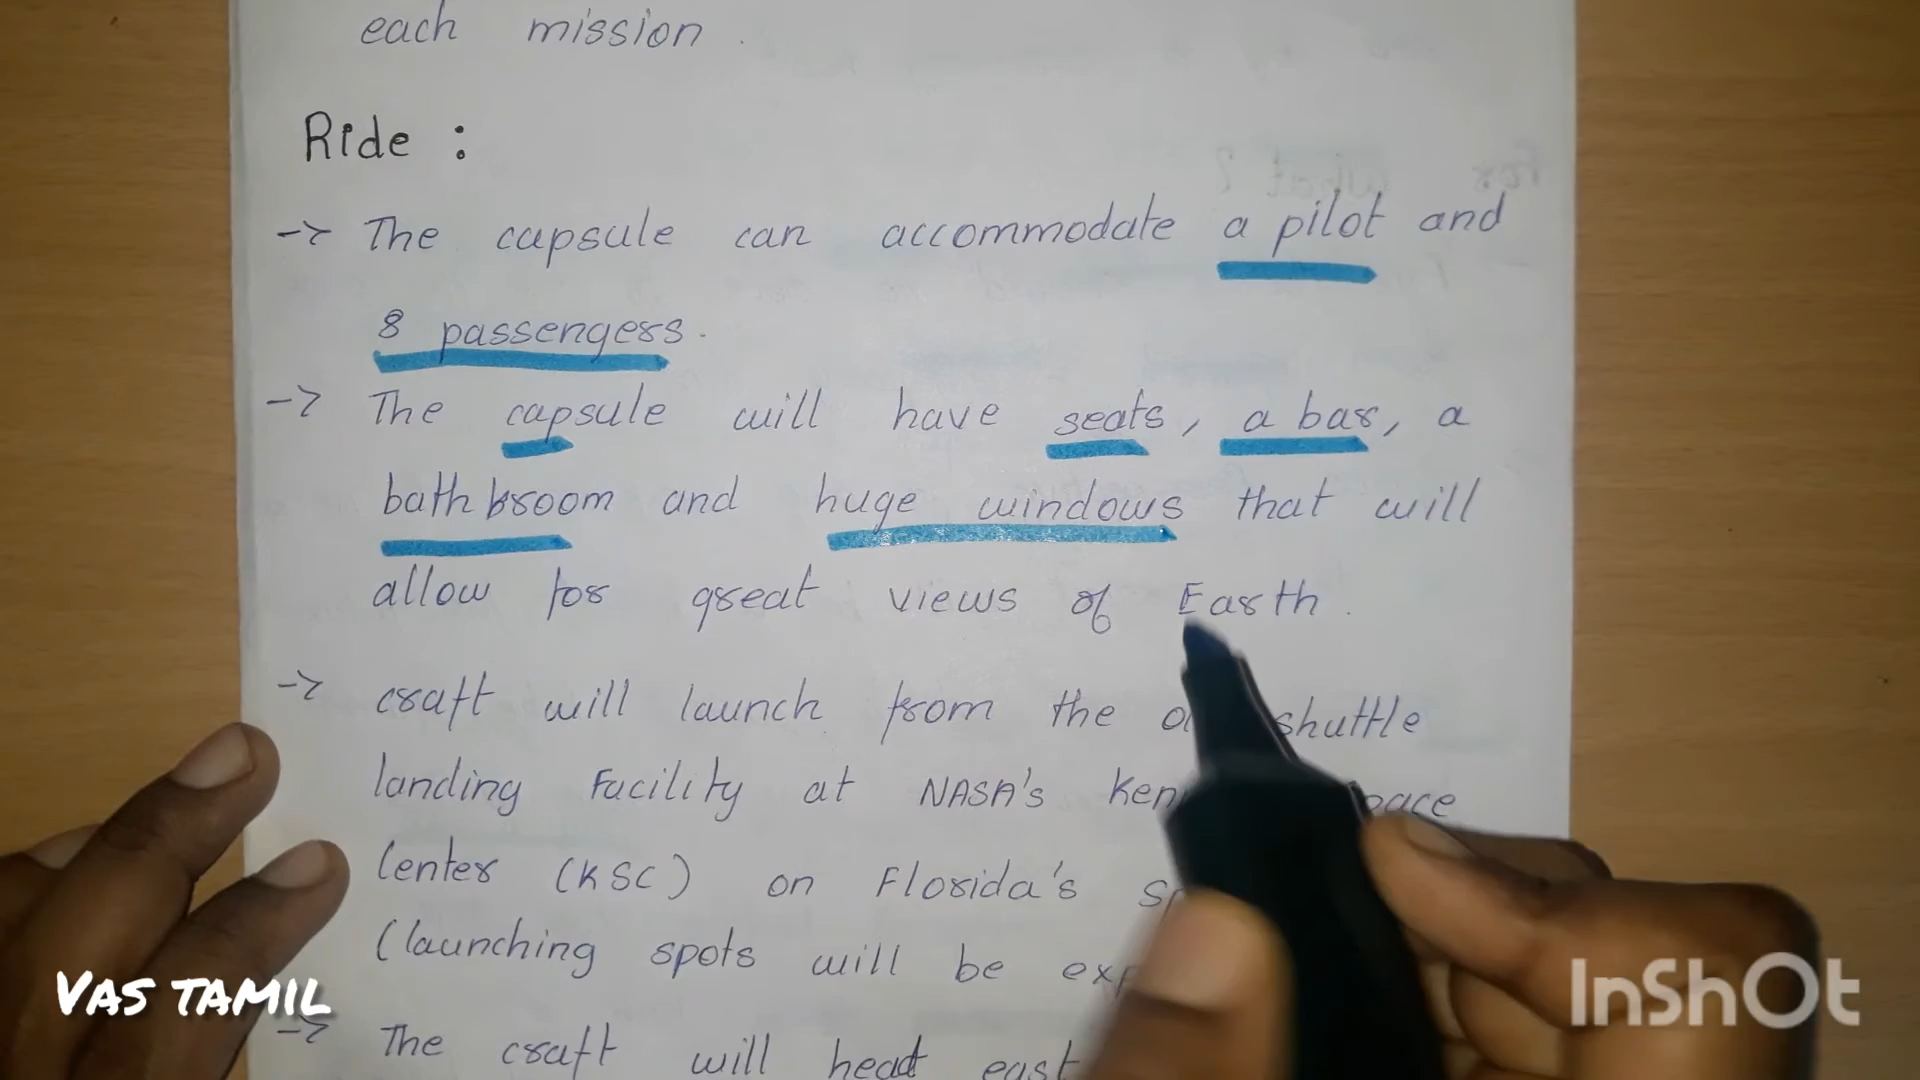 each mission.
Ride :
-> The capsule can accommodate a pilot and
8 passengers.
-> The capsule will have seats, a bar, a
bathkroom and huge windows that will
allow for great views of Earth.
-> craft will launch from the shuttle
landing Facility at NASA's
Center (KSC) on Florida's
(launching spots will be
-> The craft will head east
VAS TAMIL
InShOt